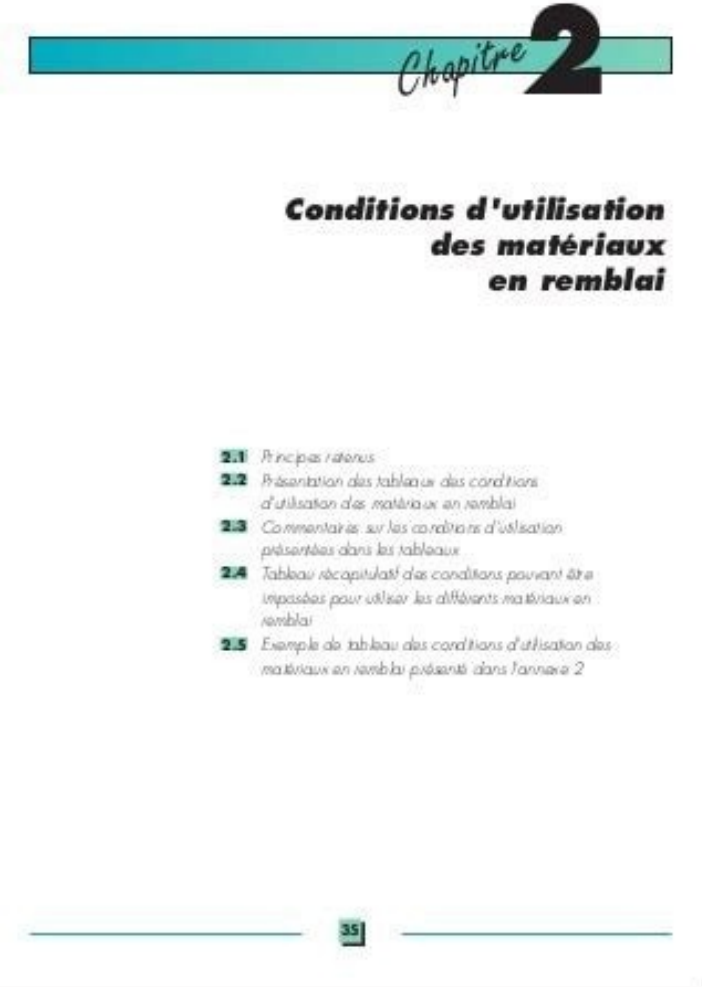 Chapitre 2
Conditions d'utilisation
des matériaux
en remblai
2.1 Principes retenus
2.2 Présentation des tableaux des conditions
d'utilisation des matériaux en remblai
2.3 Commentaires sur les conditions d'utilisation
présentées dans les tableaux
2.4 Tableau récapitulatif des conditions pouvant être
imposées pour utiliser les différents matériaux en
remblai
2.5 Exemple de tableau des conditions d'utilisation des
matériaux en remblai présenté dans l'annexe 2
35